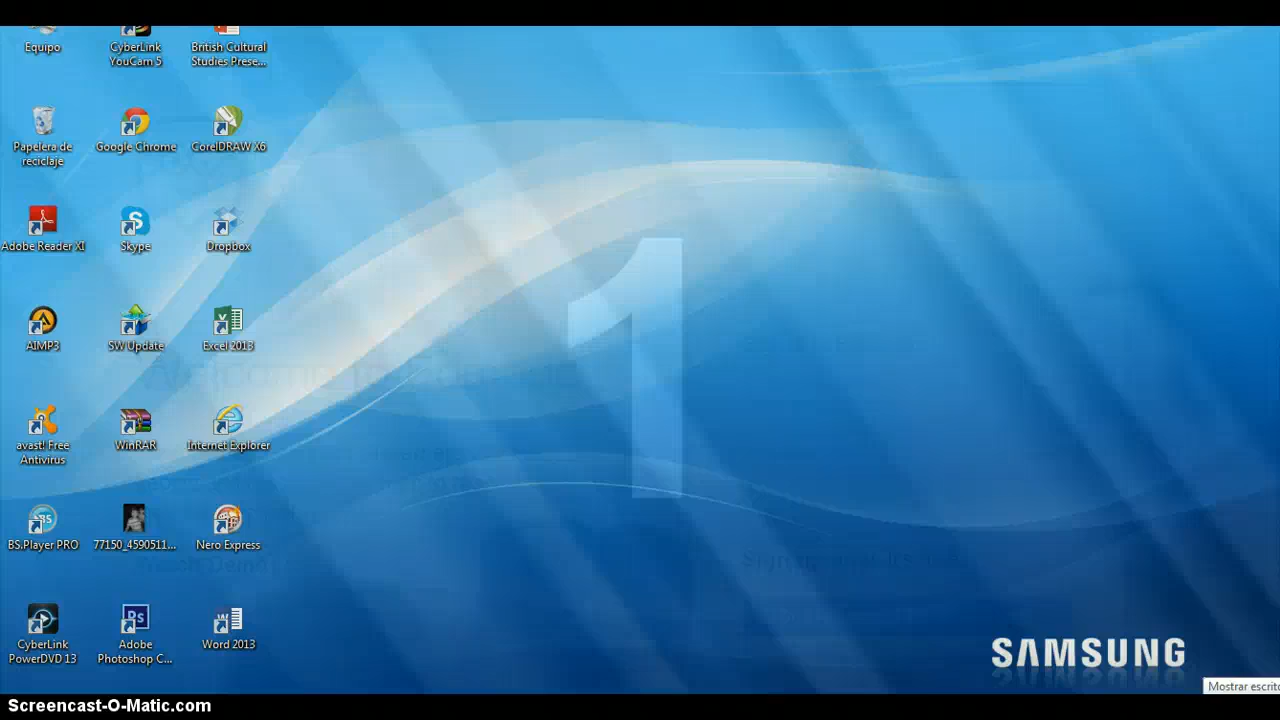 Equipo
CyberLink
YouCam 5
British Cultural
Studies Prese...
Papelera de
reciclaje
Google Chrome
CorelDRAW X6
Adobe Reader XI
Skype
Dropbox
AIMP3
SW Update
Excel 2013
avast! Free
Antivirus
WinRAR
Internet Explorer
BS.Player PRO
77150_4590511...
Nero Express
CyberLink
PowerDVD 13
Adobe
Photoshop C...
Word 2013
1
SAMSUNG
Mostrar escrito
Screencast-O-Matic.com